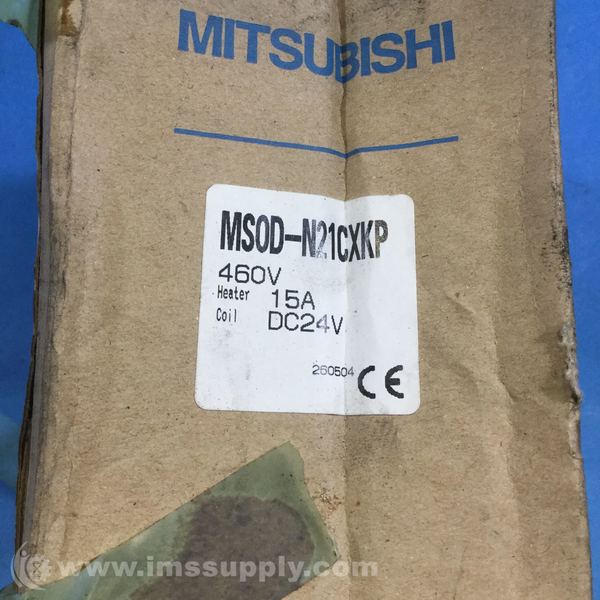 MITSUBISHI
MSOD-N21CXKP
460V
Heater 15A
Coil DC24V
260504 CE
www.imssupply.com